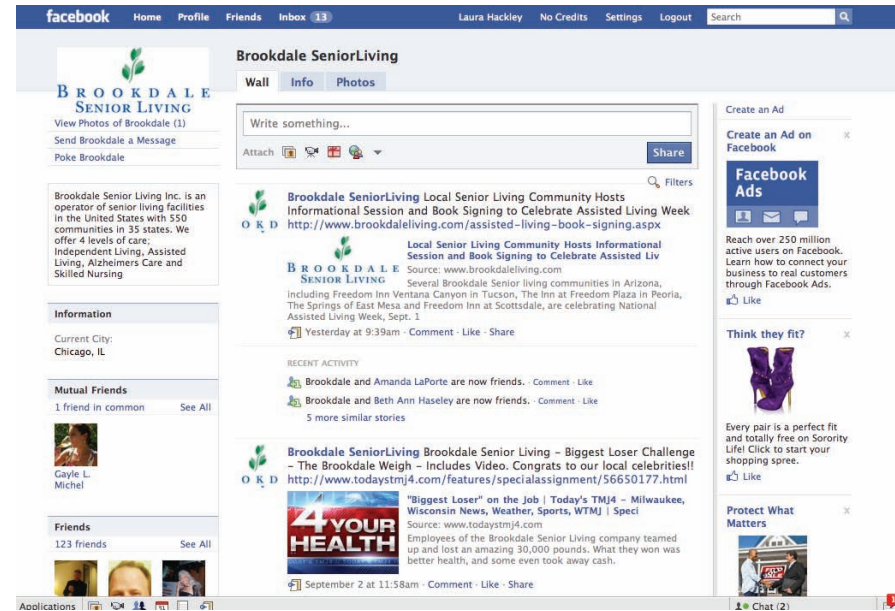 facebook Home Profile Friends Inbox 13 Laura Hackley No Credits Settings Logout Search
BROOKDALE
SENIOR LIVING
View Photos of Brookdale (1)
Send Brookdale a Message
Poke Brookdale
Brookdale Senior Living Inc. is an
operator of senior living facilities
in the United States with 550
communities in 35 states. We
offer 4 levels of care;
Independent Living, Assisted
Living, Alzheimers Care and
Skilled Nursing
Information
Current City:
Chicago, IL
Mutual Friends
1 friend in common See All
Gayle L.
Michel
Friends
123 friends See All
Brookdale SeniorLiving
Wall Info Photos
Write something...
Attach Share
Filters
Brookdale SeniorLiving Local Senior Living Community Hosts
Informational Session and Book Signing to Celebrate Assisted Living Week
O K D http://www.brookdaleliving.com/assisted-living-book-signing.aspx
BROOKDALE
SENIOR LIVING
Local Senior Living Community Hosts Informational
Session and Book Signing to Celebrate Assisted Liv
Source: www.brookdaleliving.com
Several Brookdale Senior living communities in Arizona,
including Freedom Inn Ventana Canyon in Tucson, The Inn at Freedom Plaza in Peoria,
The Springs of East Mesa and Freedom Inn at Scottsdale, are celebrating National
Assisted Living Week, Sept. 1
Yesterday at 9:39am · Comment · Like · Share
RECENT ACTIVITY
Brookdale and Amanda LaPorte are now friends. · Comment · Like
Brookdale and Beth Ann Haseley are now friends. · Comment · Like
5 more similar stories
Brookdale SeniorLiving Brookdale Senior Living – Biggest Loser Challenge
– The Brookdale Weigh – Includes Video. Congrats to our local celebrities!!
O K D http://www.todaystmj4.com/features/specialassignment/56650177.html
4 YOUR
HEALTH
"Biggest Loser" on the Job | Today's TMJ4 – Milwaukee,
Wisconsin News, Weather, Sports, WTMJ | Speci
Source: www.todaystmj4.com
Employees of the Brookdale Senior Living company teamed
up and lost an amazing 30,000 pounds. What they won was
better health, and some even took away cash.
September 2 at 11:58am · Comment · Like · Share
Create an Ad
Create an Ad on x
Facebook
Facebook
Ads
Reach over 250 million
active users on Facebook.
Learn how to connect your
business to real customers
through Facebook Ads.
Like
Think they fit? x
Every pair is a perfect fit
and totally free on Sorority
Life! Click to start your
shopping spree.
Like
Protect What x
Matters
Applications 31 Chat (2)